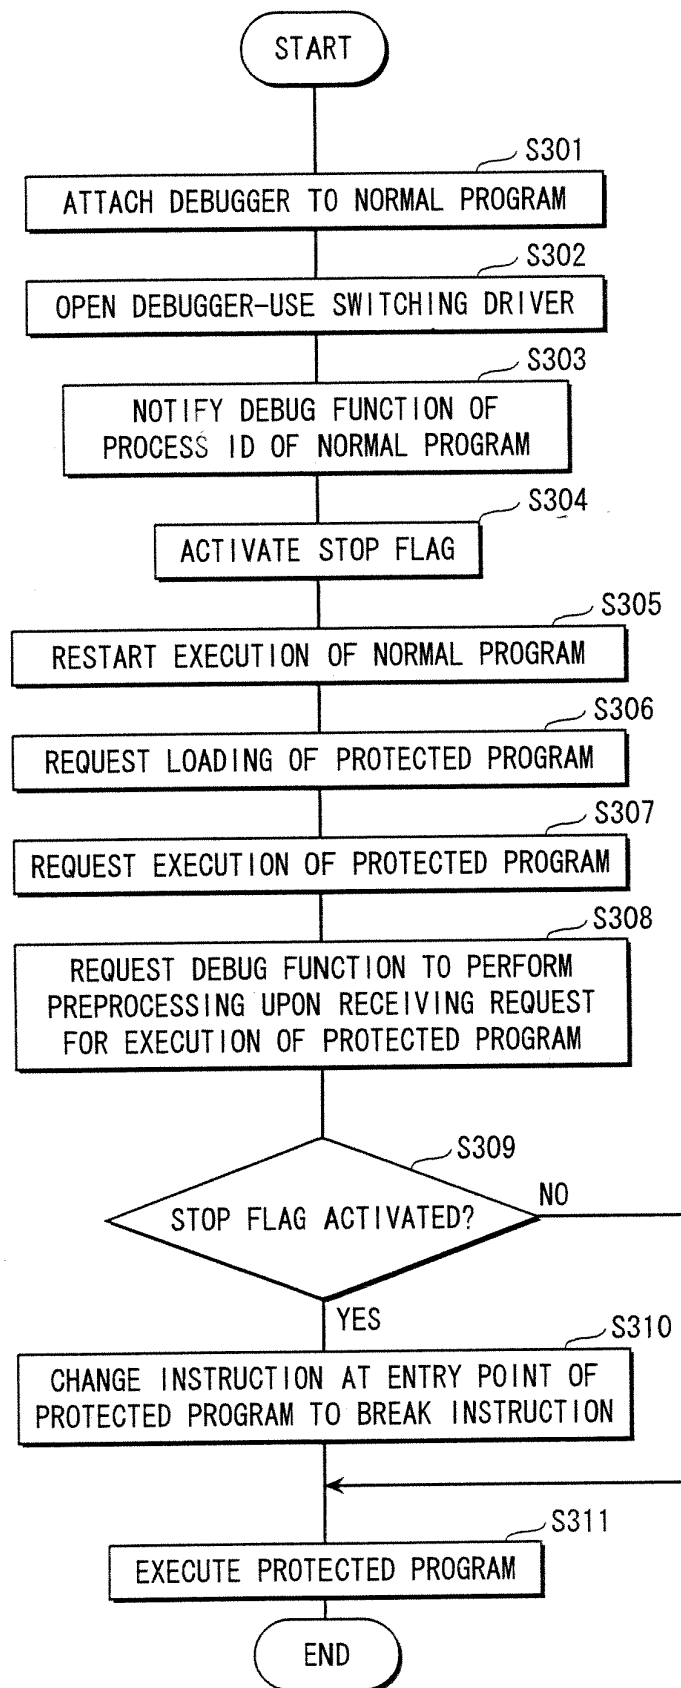 START
S301
ATTACH DEBUGGER TO NORMAL PROGRAM
S302
OPEN DEBUGGER-USE SWITCHING DRIVER
S303
NOTIFY DEBUG FUNCTION OF
PROCESS ID OF NORMAL PROGRAM
S304
ACTIVATE STOP FLAG
S305
RESTART EXECUTION OF NORMAL PROGRAM
S306
REQUEST LOADING OF PROTECTED PROGRAM
S307
REQUEST EXECUTION OF PROTECTED PROGRAM
S308
REQUEST DEBUG FUNCTION TO PERFORM
PREPROCESSING UPON RECEIVING REQUEST
FOR EXECUTION OF PROTECTED PROGRAM
S309
STOP FLAG ACTIVATED?
NO
YES
S310
CHANGE INSTRUCTION AT ENTRY POINT OF
PROTECTED PROGRAM TO BREAK INSTRUCTION
S311
EXECUTE PROTECTED PROGRAM
END